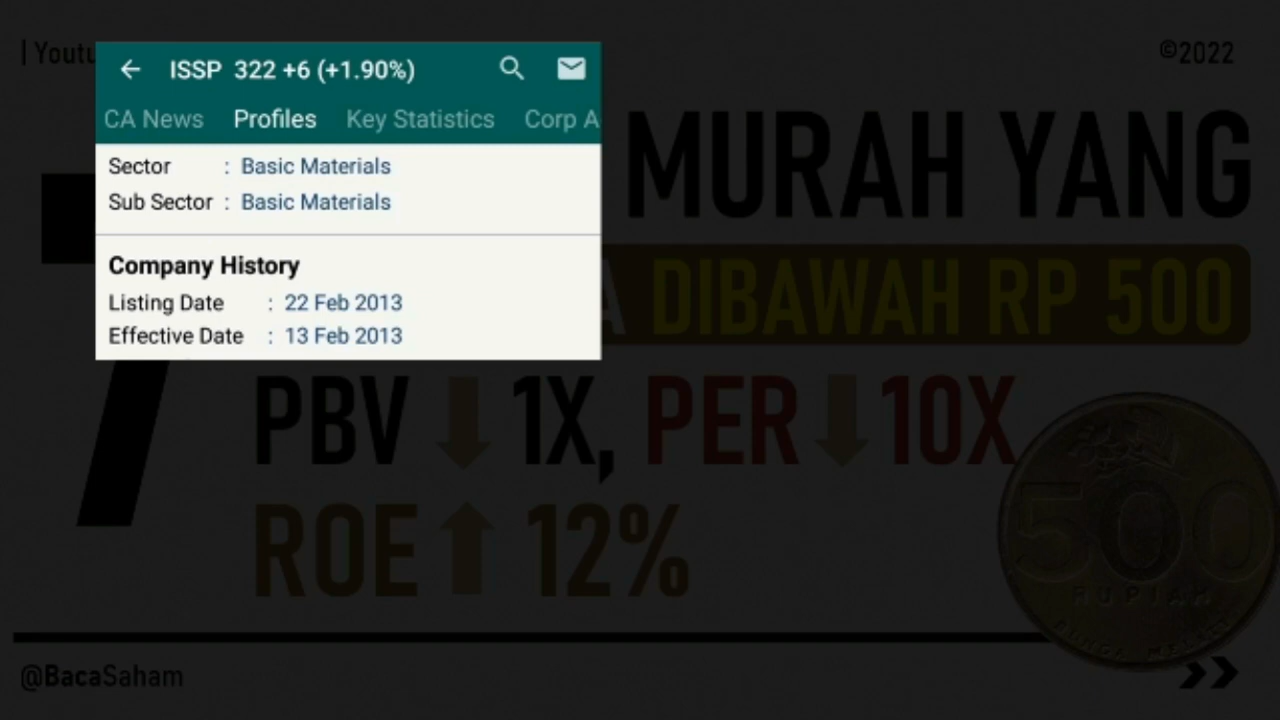 | Youtu
©2022
← ISSP 322 +6 (+1.90%)
CA News Profiles Key Statistics Corp A
Sector : Basic Materials
Sub Sector : Basic Materials
Company History
Listing Date : 22 Feb 2013
Effective Date : 13 Feb 2013
7
MURAH YANG
A DIBAWAH RP 500
PBV ⬇ 1X, PER ⬇ 10X
ROE ⬆ 12%
500
RUPIAH
@BacaSaham